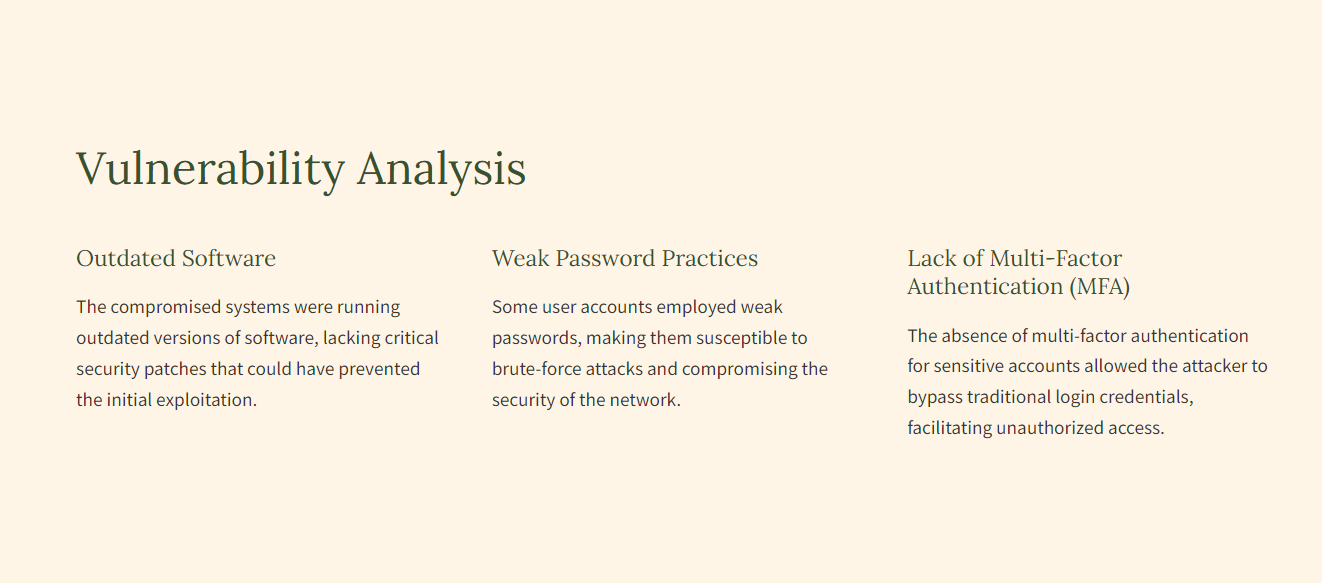 Vulnerability Analysis
Outdated Software
The compromised systems were running
outdated versions of software, lacking critical
security patches that could have prevented
the initial exploitation.
Weak Password Practices
Some user accounts employed weak
passwords, making them susceptible to
brute-force attacks and compromising the
security of the network.
Lack of Multi-Factor
Authentication (MFA)
The absence of multi-factor authentication
for sensitive accounts allowed the attacker to
bypass traditional login credentials,
facilitating unauthorized access.